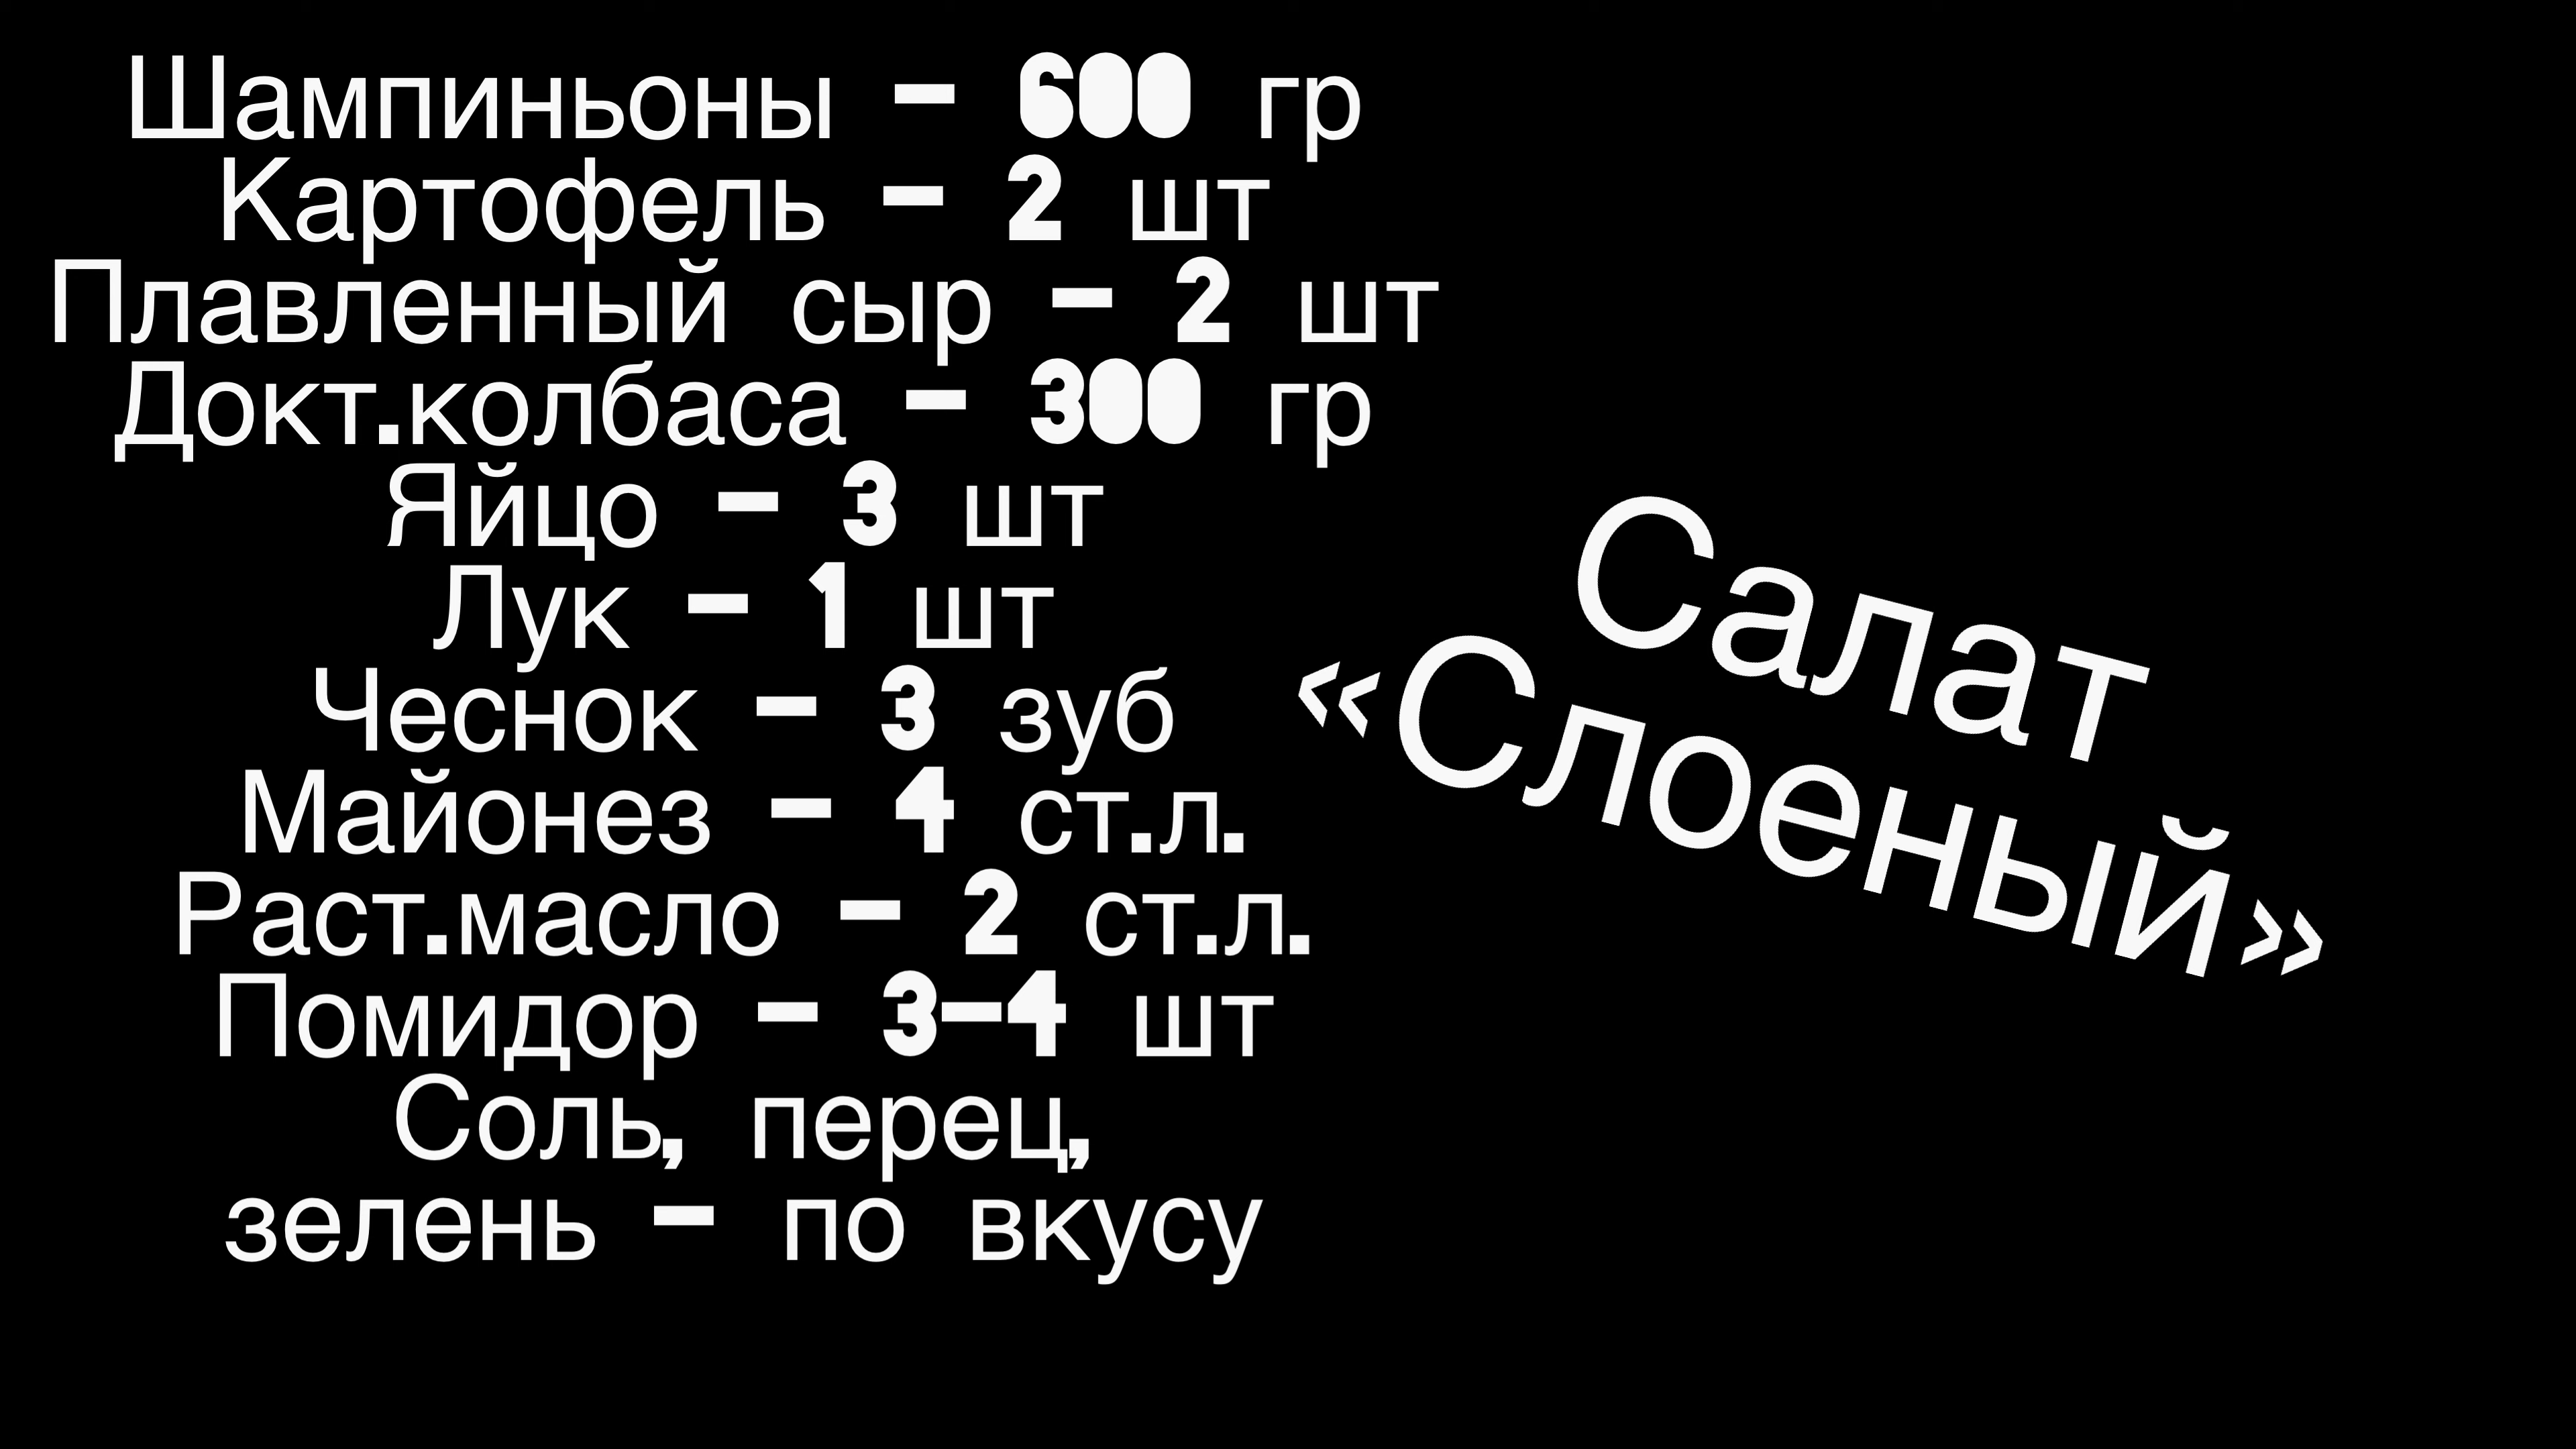 Шампиньоны - 600 гр
Картофель - 2 шт
Плавленный сыр - 2 шт
Докт.колбаса - 300 гр
Яйцо - 3 шт
Лук - 1 шт
Чеснок - 3 зуб
Майонез - 4 ст.л.
Раст.масло - 2 ст.л.
Помидор - 3-4 шт
Соль, перец,
зелень - по вкусу
Салат
«Слоеный»